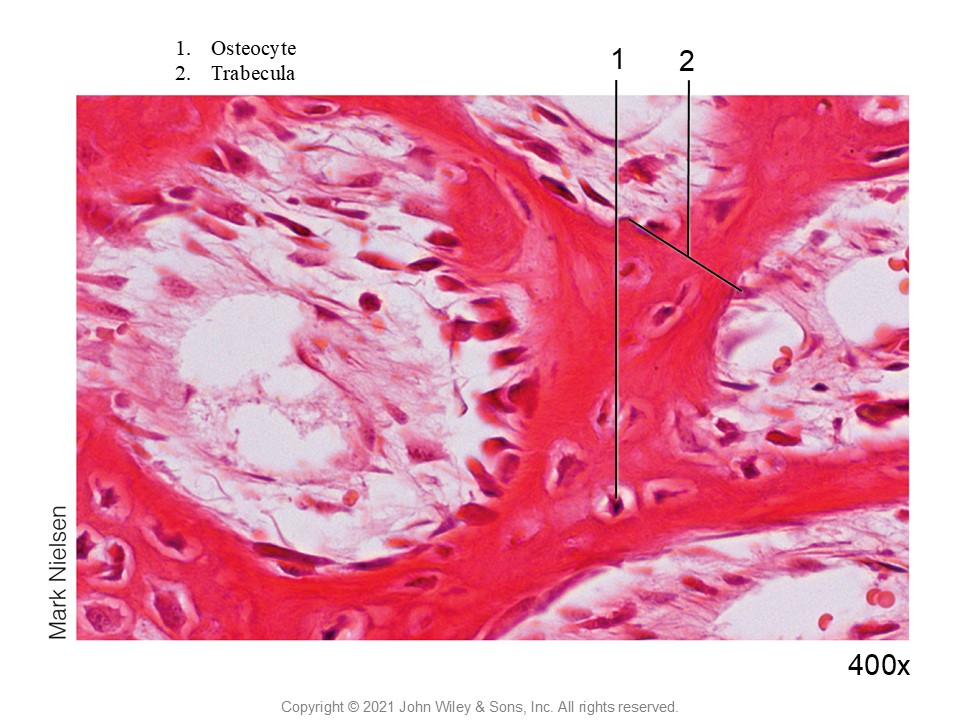 1. Osteocyte
2. Trabecula
1 2
Mark Nielsen
400x
Copyright © 2021 John Wiley & Sons, Inc. All rights reserved.